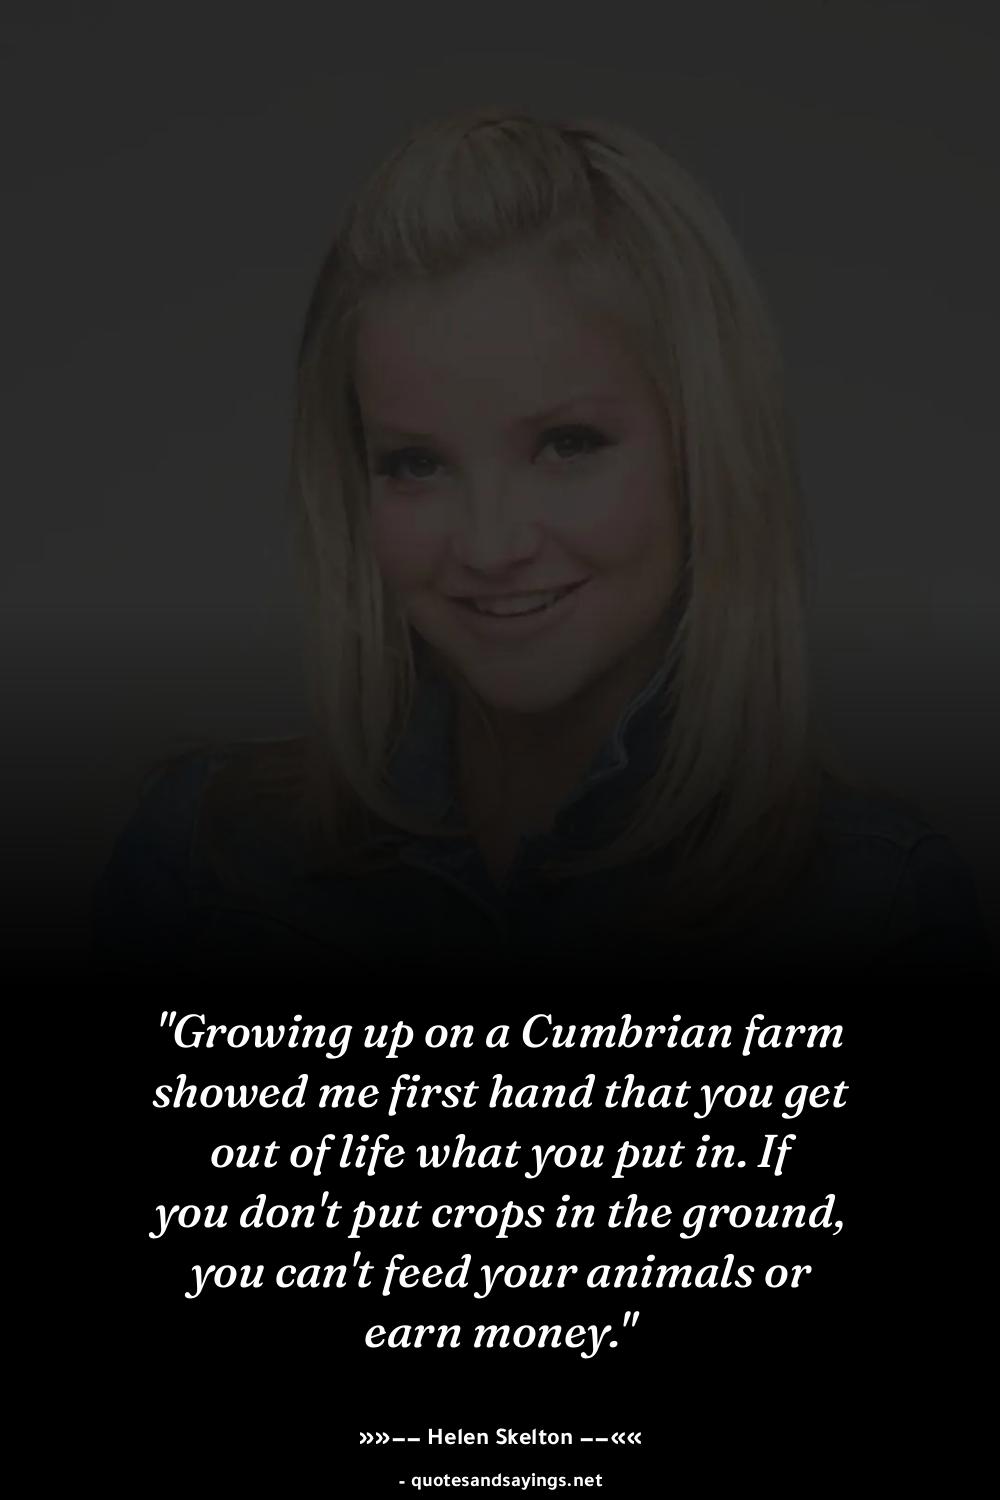 "Growing up on a Cumbrian farm
showed me first hand that you get
out of life what you put in. If
you don't put crops in the ground,
you can't feed your animals or
earn money."
»»–– Helen Skelton ––««
- quotesandsayings.net